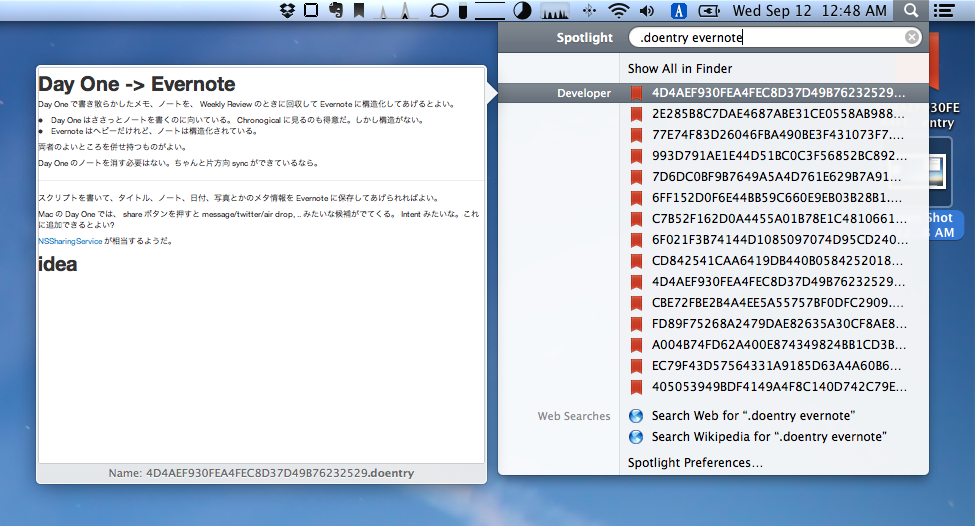 Wed Sep 12 12:48 AM
Spotlight
.doentry evernote
Show All in Finder
Developer
4D4AEF930FEA4FEC8D37D49B76232529...
2E285B8C7DAE4687ABE31CE0558AB988...
77E74F83D26046FBA490BE3F431073F7....
993D791AE1E44D51BC0C3F56852BC892...
7D6DC0BF9B7649A5A4D761E629B7A91...
6FF152D0F6E44BB59C660E9EB03B28B1....
C7B52F162D0A4455A01B78E1C4810661...
6F021F3B74144D1085097074D95CD240...
CD842541CAA6419DB440B0584252018...
4D4AEF930FEA4FEC8D37D49B76232529...
CBE72FBE2B4A4EE5A55757BF0DFC2909....
FD89F75268A2479DAE82635A30CF8AE8...
A004B74FD62A400E874349824BB1CD3B...
EC79F43D57564331A9185D63A4A60B6...
405053949BDF4149A4F8C140D742C79E...
Web Searches
Search Web for “.doentry evernote”
Search Wikipedia for “.doentry evernote”
Spotlight Preferences...
Day One -> Evernote
Day One で書き散らかしたメモ、ノートを、 Weekly Review のときに回収して Evernote に構造化してあげるとよい。
Day One はささっとノートを書くのに向いている。 Chronogical に見るのも得意だ。しかし構造がない。
Evernote はヘビーだけれど、ノートは構造化されている。
両者のよいところを併せ持つものがよい。
Day One のノートを消す必要はない。ちゃんと片方向 sync ができているなら。
スクリプトを書いて、タイトル、ノート、日付、写真とかのメタ情報を Evernote に保存してあげられればよい。
Mac の Day One では、 share ボタンを押すと message/twitter/air drop, .. みたいな候補がでてくる。 Intent みたいな。これ
に追加できるとよい?
NSSharingService が相当するようだ。
idea
Name: 4D4AEF930FEA4FEC8D37D49B76232529.doentry
30FE
entry
Shot
AM